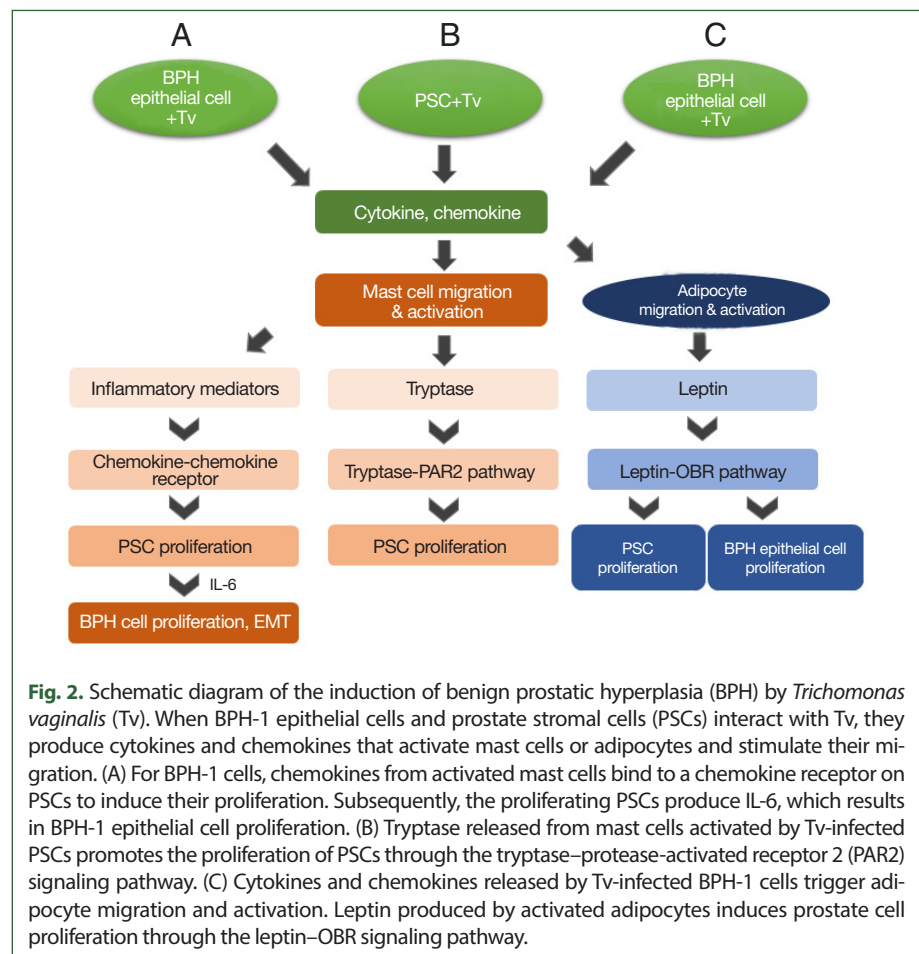 A
B
C
BPH
epithelial cell
+Tv
PSC+Tv
BPH
epithelial cell
+Tv
Cytokine, chemokine
Mast cell migration
& activation
Adipocyte
migration & activation
Inflammatory mediators
Tryptase
Leptin
Chemokine-chemokine
receptor
Tryptase-PAR2 pathway
Leptin-OBR pathway
PSC proliferation
PSC proliferation
PSC
proliferation
BPH epithelial cell
proliferation
IL-6
BPH cell proliferation, EMT
Fig. 2. Schematic diagram of the induction of benign prostatic hyperplasia (BPH) by Trichomonas
vaginalis (Tv). When BPH-1 epithelial cells and prostate stromal cells (PSCs) interact with Tv, they
produce cytokines and chemokines that activate mast cells or adipocytes and stimulate their mi-
gration. (A) For BPH-1 cells, chemokines from activated mast cells bind to a chemokine receptor on
PSCs to induce their proliferation. Subsequently, the proliferating PSCs produce IL-6, which results
in BPH-1 epithelial cell proliferation. (B) Tryptase released from mast cells activated by Tv-infected
PSCs promotes the proliferation of PSCs through the tryptase–protease-activated receptor 2 (PAR2)
signaling pathway. (C) Cytokines and chemokines released by Tv-infected BPH-1 cells trigger adi-
pocyte migration and activation. Leptin produced by activated adipocytes induces prostate cell
proliferation through the leptin–OBR signaling pathway.